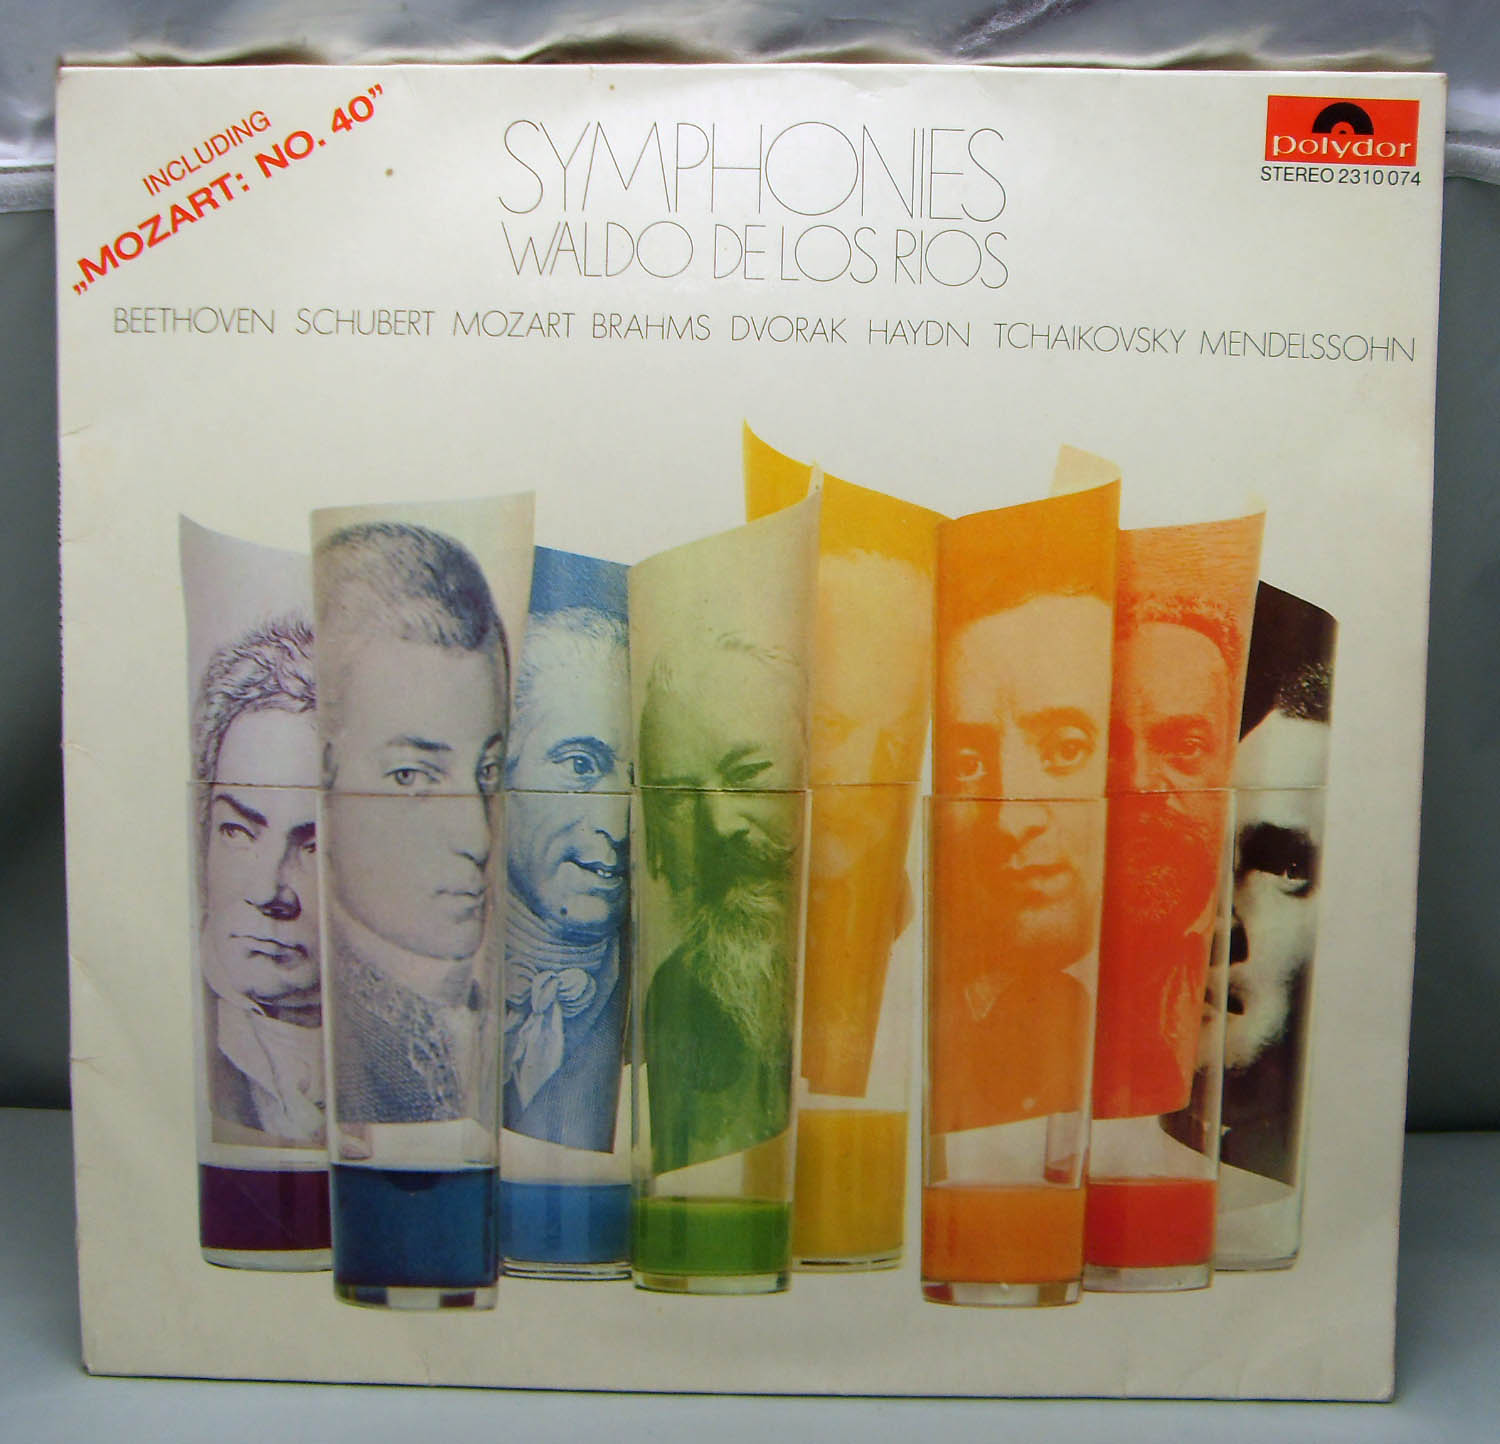 INCLUDING
„MOZART: NO. 40”
SYMPHONIES
WALDO DE LOS RIOS
polydor
STEREO 2310 074
BEETHOVEN SCHUBERT MOZART BRAHMS DVORAK HAYDN TCHAIKOVSKY MENDELSSOHN